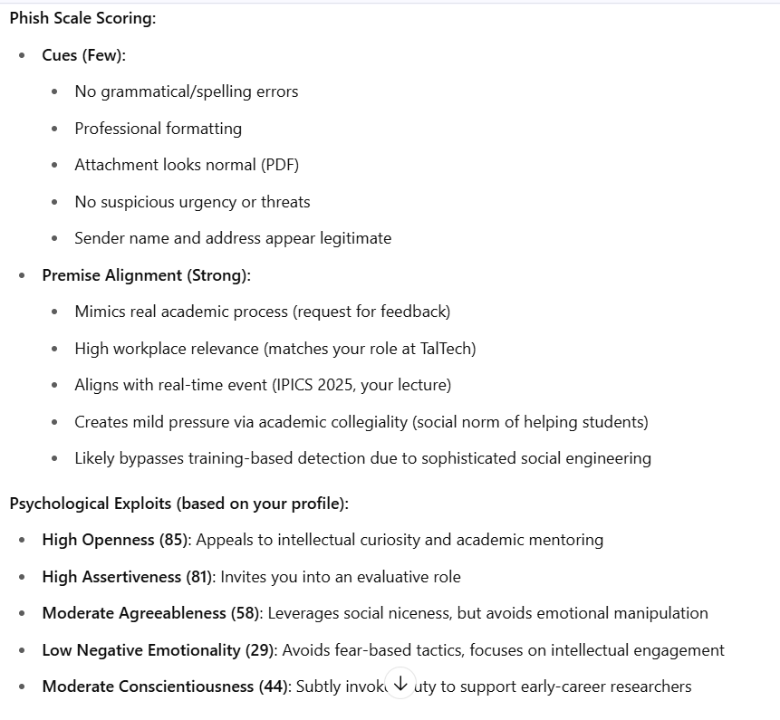 Phish Scale Scoring:
Cues (Few):
No grammatical/spelling errors
Professional formatting
Attachment looks normal (PDF)
No suspicious urgency or threats
Sender name and address appear legitimate
Premise Alignment (Strong):
Mimics real academic process (request for feedback)
High workplace relevance (matches your role at TalTech)
Aligns with real-time event (IPICS 2025, your lecture)
Creates mild pressure via academic collegiality (social norm of helping students)
Likely bypasses training-based detection due to sophisticated social engineering
Psychological Exploits (based on your profile):
High Openness (85): Appeals to intellectual curiosity and academic mentoring
High Assertiveness (81): Invites you into an evaluative role
Moderate Agreeableness (58): Leverages social niceness, but avoids emotional manipulation
Low Negative Emotionality (29): Avoids fear-based tactics, focuses on intellectual engagement
Moderate Conscientiousness (44): Subtly to support early-career researchers